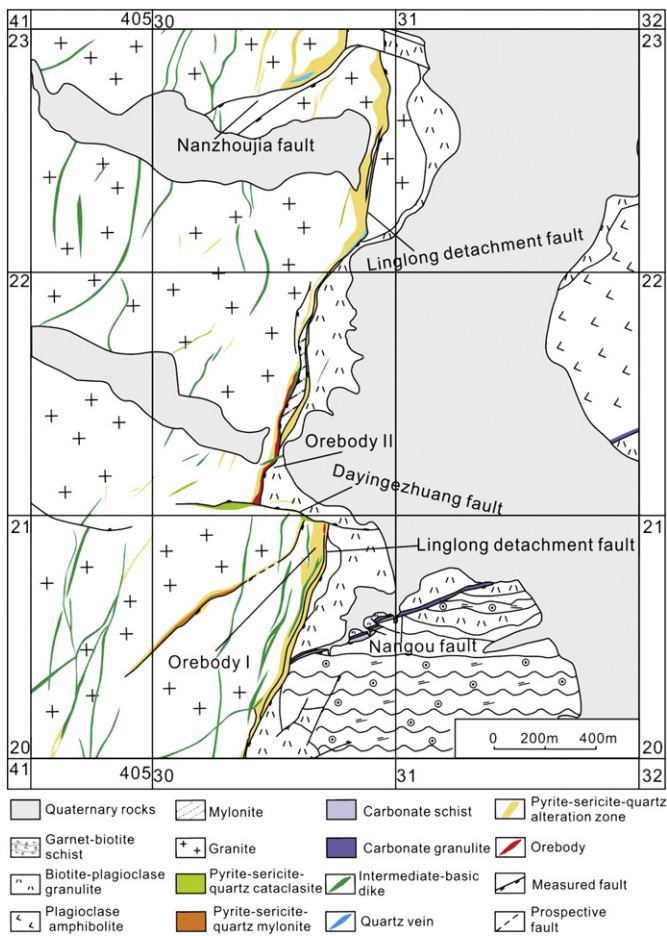 41
405
30
31
32
23
23
Nanzhoujia fault
Linglong detachment fault
22
22
Orebody II
Dayingezhuang fault
21
21
Linglong detachment fault
Orebody I
Nangou fault
0 200m 400m
20
20
41
405
30
31
32
Quaternary rocks
Mylonite
Carbonate schist
Pyrite-sericite-quartz
alteration zone
Garnet-biotite
schist
Granite
Carbonate granulite
Orebody
Biotite-plagioclase
granulite
Pyrite-sericite-
quartz cataclasite
Intermediate-basic
dike
Measured fault
Plagioclase
amphibolite
Pyrite-sericite-
quartz mylonite
Quartz vein
Prospective
fault